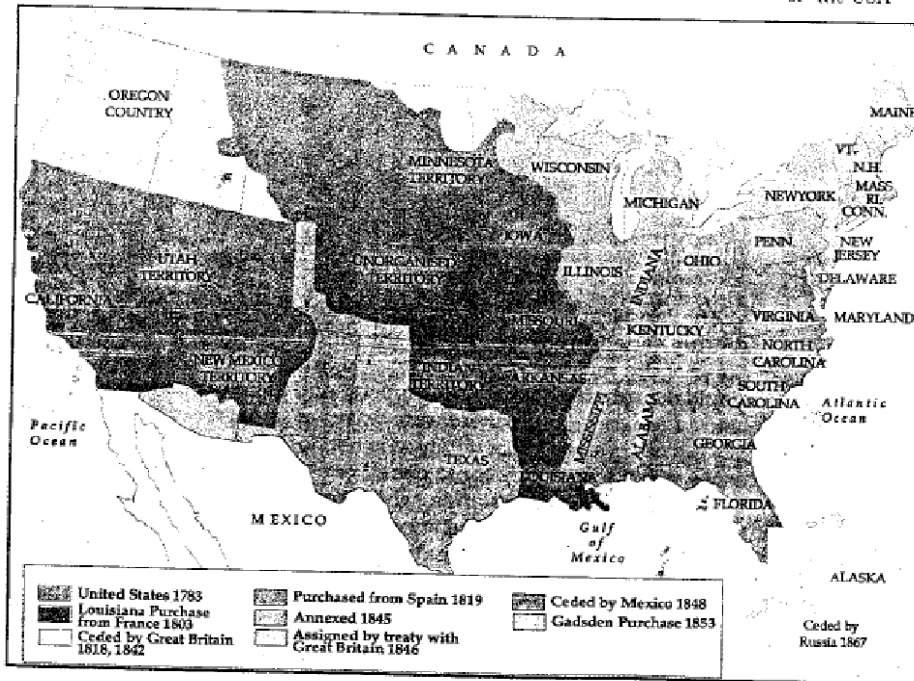 CANADA
OREGON
COUNTRY
MAINE
MINNESOTA
TERRITORY
WISCONSIN
VT.
N.H.
MICHIGAN
NEWYORK
MASS
RI.
CONN.
IOWA
PENN.
NEW
JERSEY
UTAH
TERRITORY
UNORGANISED
TERRITORY
ILLINOIS
INDIANA
OHIO
DELAWARE
CALIFORNIA
MISSOURI
KENTUCKY
VIRGINIA
MARYLAND
NORTH
CAROLINA
NEW MEXICO
TERRITORY
INDIAN
TERRITORY
ARKANSAS
SOUTH
CAROLINA
Atlantic
Ocean
Pacific
Ocean
MISSISSIPPI
ALABAMA
GEORGIA
TEXAS
LOUISIANA
FLORIDA
MEXICO
Gulf
of
Mexico
ALASKA
Ceded by
Russia 1867
United States 1783
Louisiana Purchase
from France 1803
Ceded by Great Britain
1818, 1842
Purchased from Spain 1819
Annexed 1845
Assigned by treaty with
Great Britain 1846
Ceded by Mexico 1848
Gadsden Purchase 1853